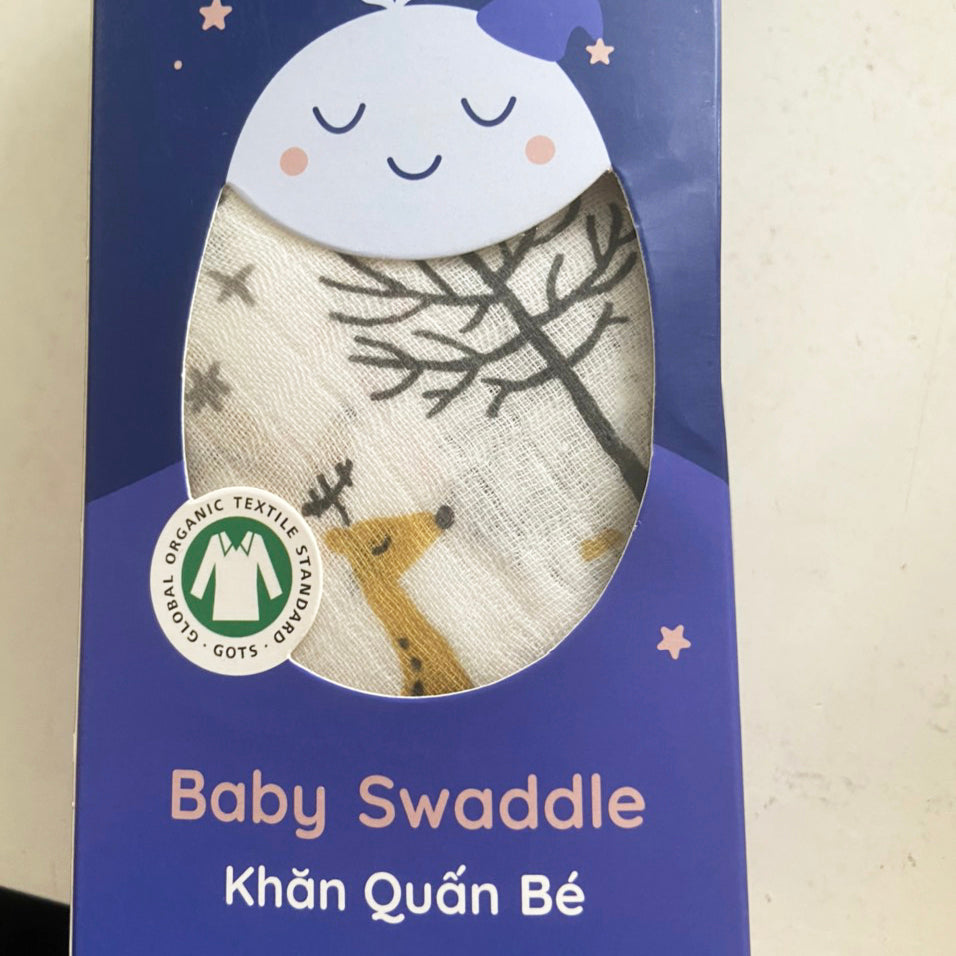 GLOBAL ORGANIC TEXTILE STANDARD · GOTS ·
Baby Swaddle
Khăn Quấn Bé